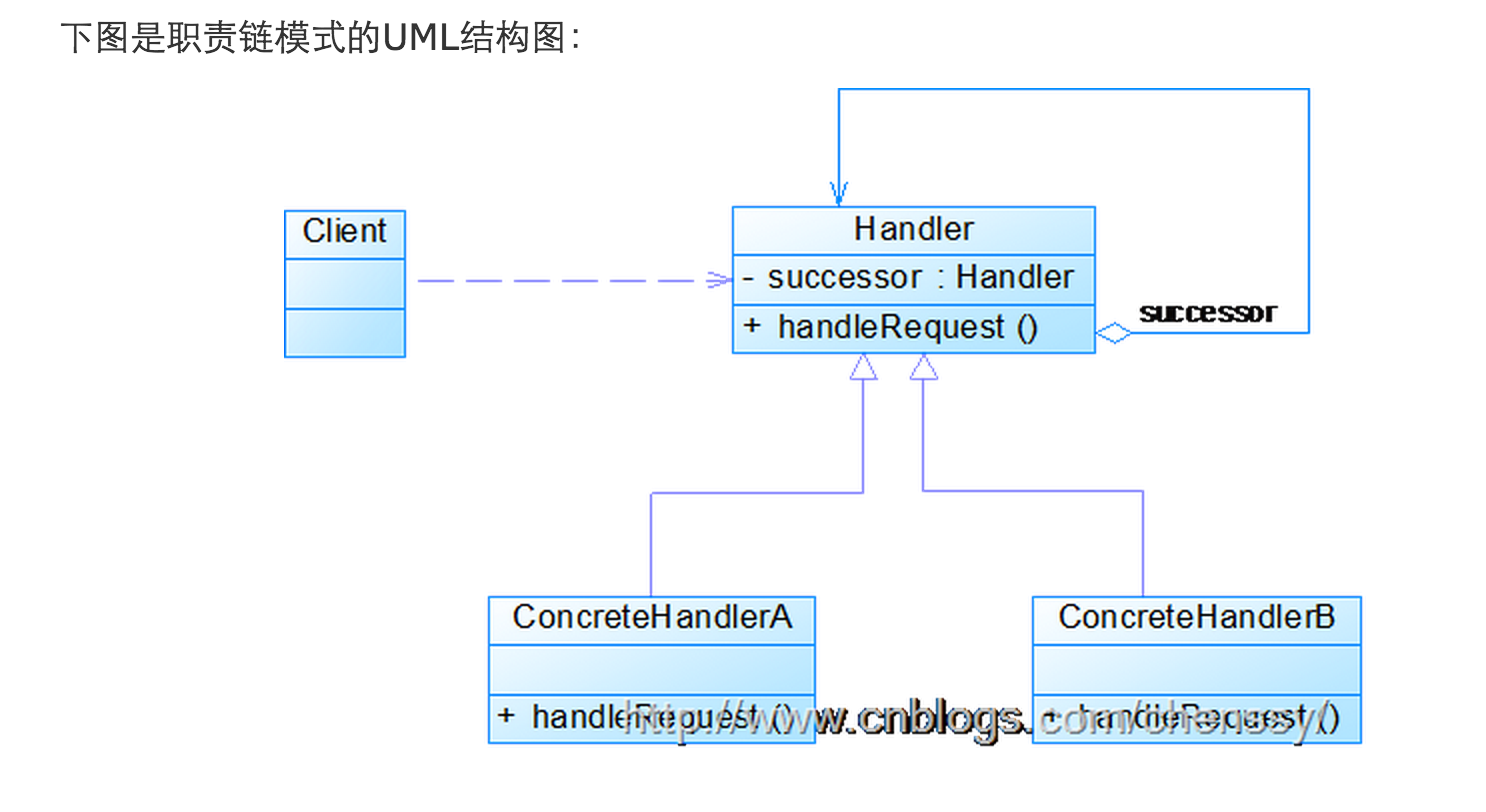 下图是职责链模式的UML结构图：
Client
Handler
- successor : Handler
+ handleRequest ()
successor
ConcreteHandlerA
+ handleRequest ()
ConcreteHandlerB
+ handleRequest ()
http://www.cnblogs.com/chenssy/